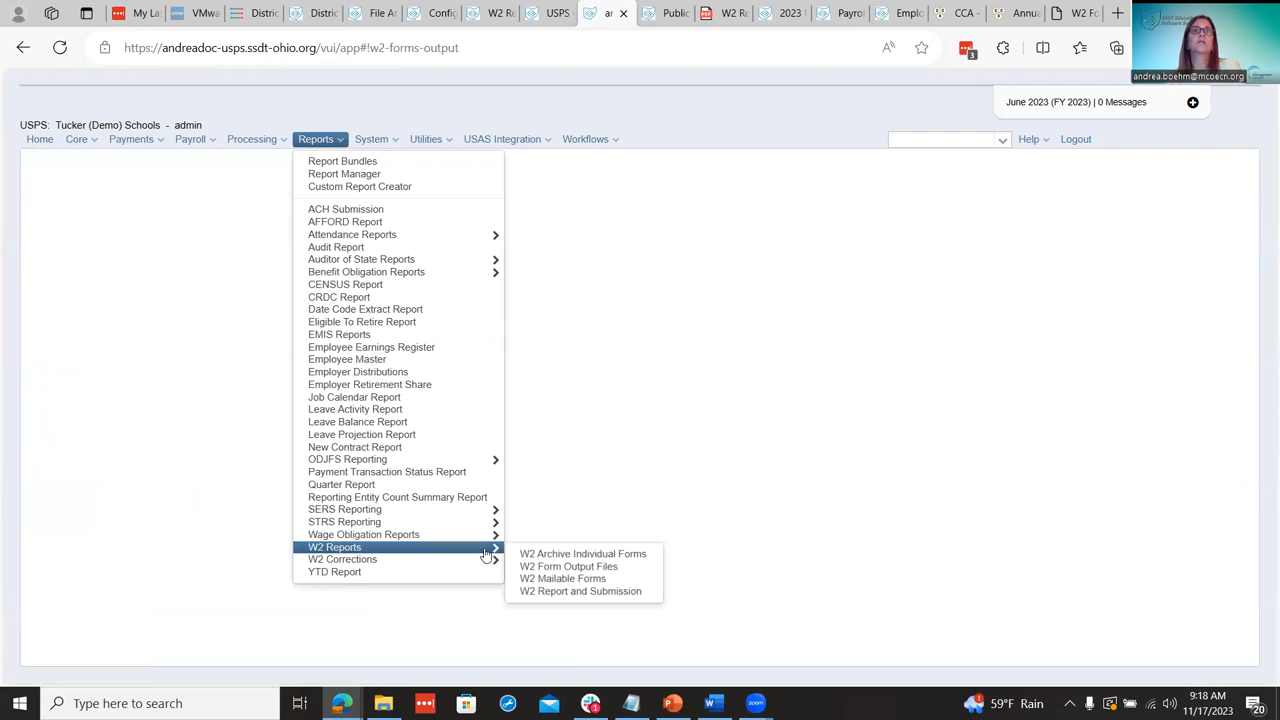 My La
VMwa
District
Distri
File Ar
Config
W2 R
USPS
ar
Public
W2 Re
2023 I
Payrol
Emplo
CCA -
Annua
W2 Fo
https://andreadoc-usps.ssdt-ohio.org/vui/app#!w2-forms-output
3
andrea.boehm@mcoecn.org
June 2023 (FY 2023) | 0 Messages
USPS: Tucker (Demo) Schools - admin
Home Core Payments Payroll Processing Reports System Utilities USAS Integration Workflows Help Logout
Report Bundles
Report Manager
Custom Report Creator
ACH Submission
AFFORD Report
Attendance Reports
Audit Report
Auditor of State Reports
Benefit Obligation Reports
CENSUS Report
CRDC Report
Date Code Extract Report
Eligible To Retire Report
EMIS Reports
Employee Earnings Register
Employee Master
Employer Distributions
Employer Retirement Share
Job Calendar Report
Leave Activity Report
Leave Balance Report
Leave Projection Report
New Contract Report
ODJFS Reporting
Payment Transaction Status Report
Quarter Report
Reporting Entity Count Summary Report
SERS Reporting
STRS Reporting
Wage Obligation Reports
W2 Reports
W2 Corrections
YTD Report
W2 Archive Individual Forms
W2 Form Output Files
W2 Mailable Forms
W2 Report and Submission
Type here to search
zoom
1
59°F Rain
9:18 AM
11/17/2023
20